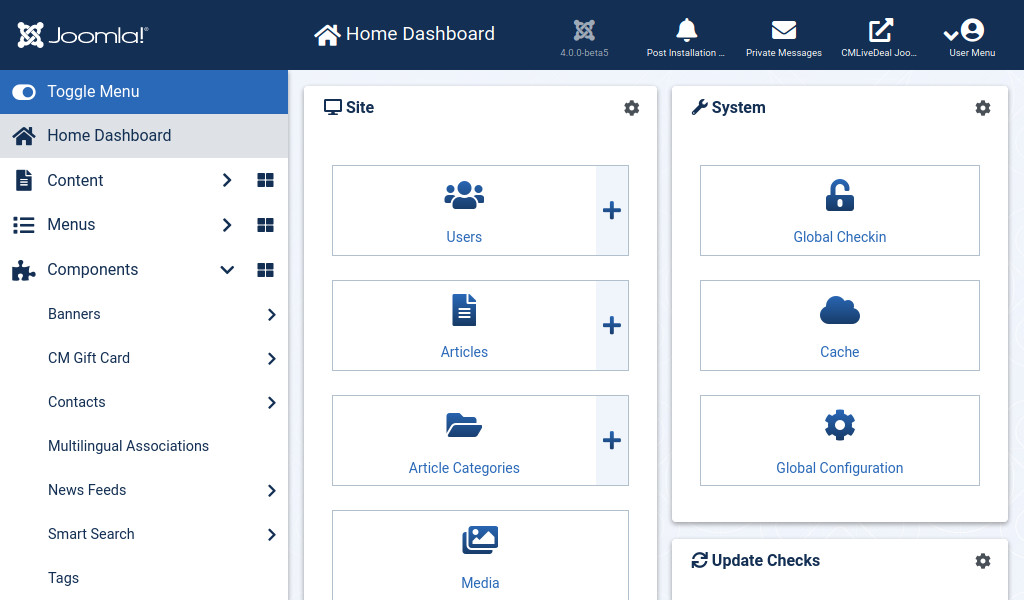 Joomla!®
Home Dashboard
4.0.0-beta5
Post Installation ...
Private Messages
CMLiveDeal Joo...
User Menu
Toggle Menu
Home Dashboard
Content
Menus
Components
Banners
CM Gift Card
Contacts
Multilingual Associations
News Feeds
Smart Search
Tags
Site
Users
Articles
Article Categories
Media
System
Global Checkin
Cache
Global Configuration
Update Checks